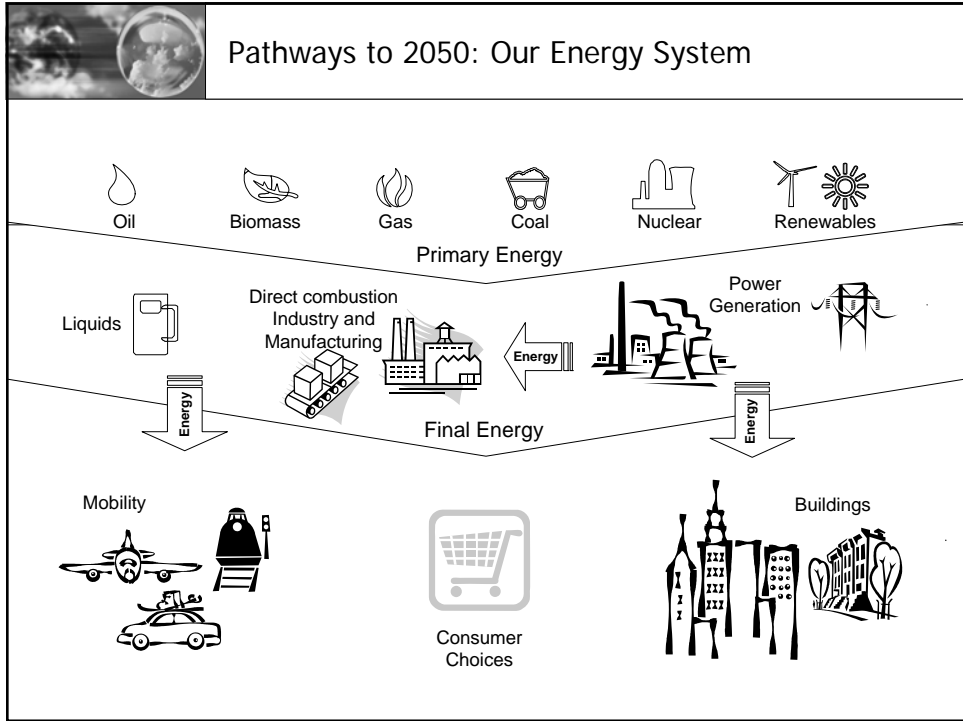 Pathways to 2050: Our Energy System
Oil
Biomass
Gas
Coal
Nuclear
Renewables
Primary Energy
Liquids
Direct combustion
Industry and
Manufacturing
Energy
Power
Generation
Energy
Final Energy
Energy
Mobility
Consumer
Choices
Buildings